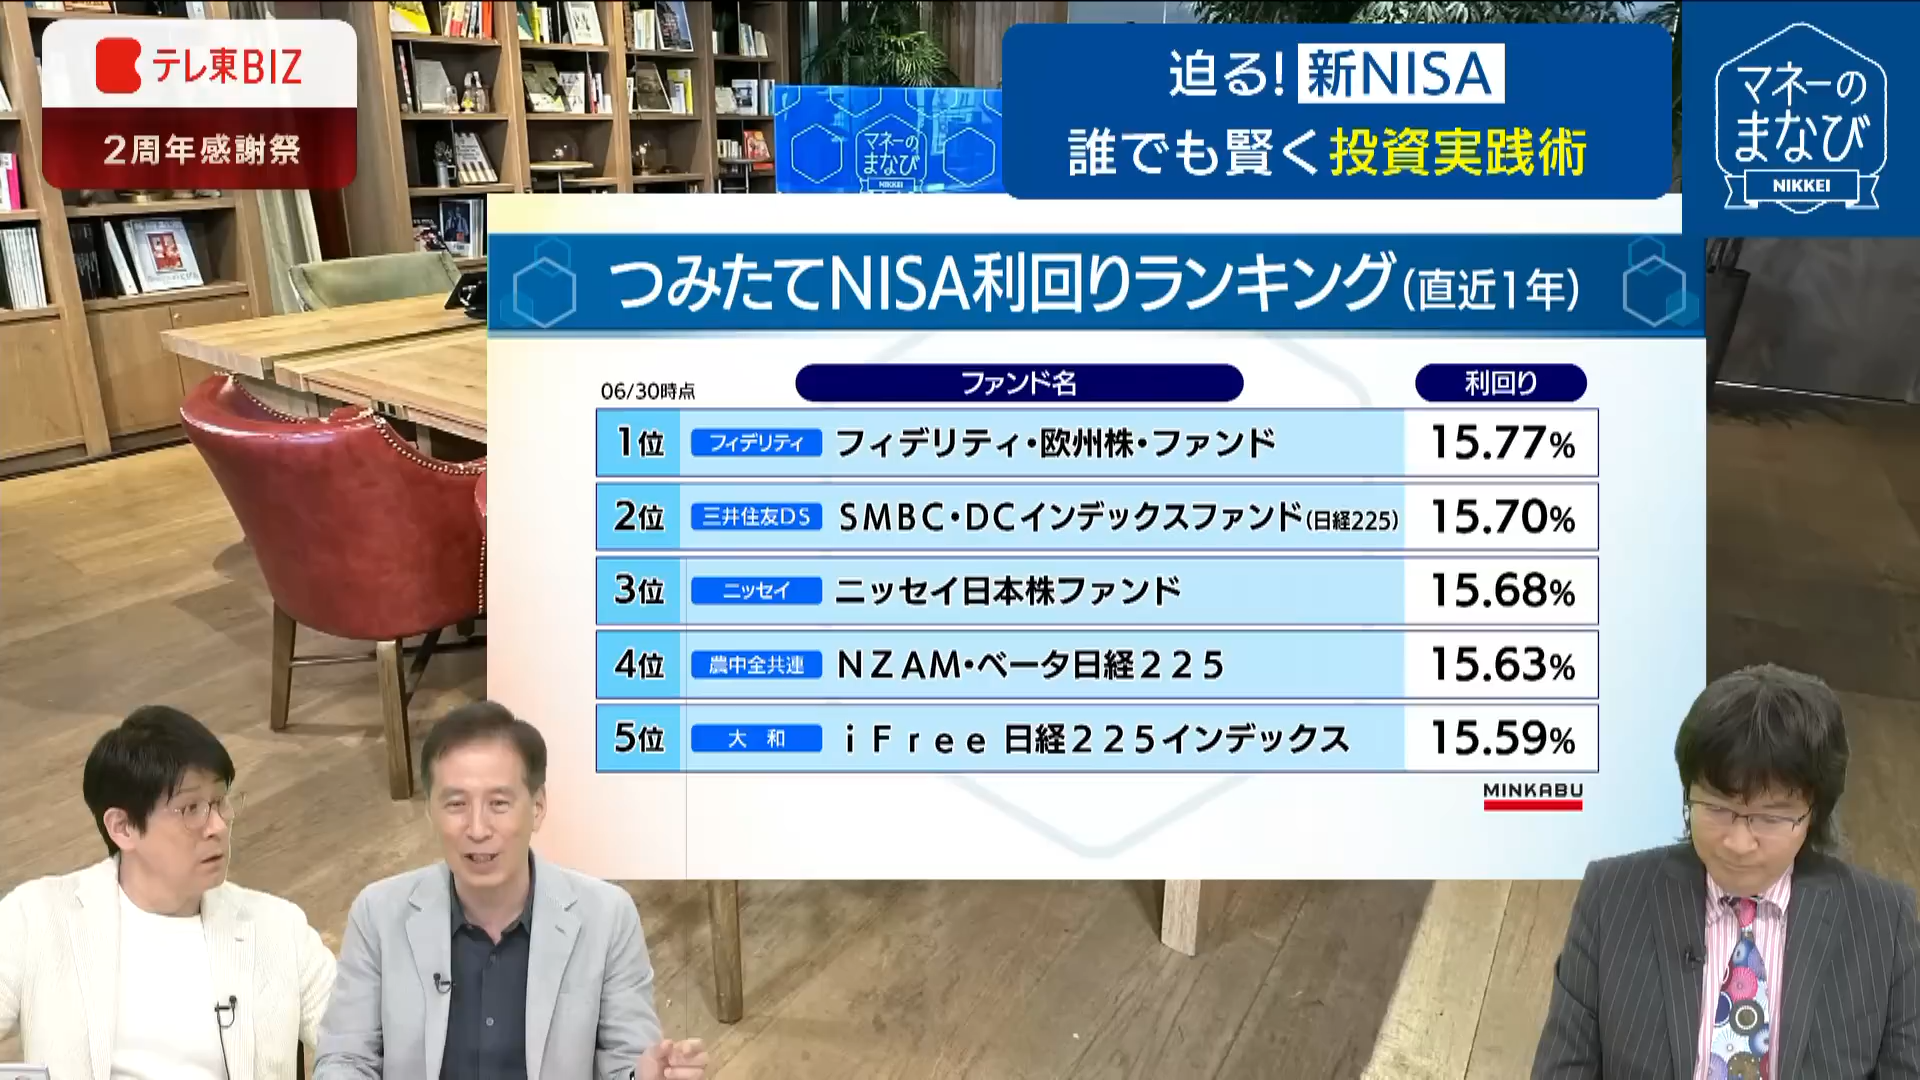 テレ東BIZ
2周年感謝祭
マネーの
まなび
NIKKEI
迫る!新NISA
誰でも賢く投資実践術
マネーの
まなび
NIKKEI
つみたてNISA利回りランキング(直近1年)
06/30時点 ファンド名 利回り
1位 フィデリティ フィデリティ・欧州株・ファンド 15.77%
2位 三井住友DS SMBC・DCインデックスファンド(日経225) 15.70%
3位 ニッセイ ニッセイ日本株ファンド 15.68%
4位 農中全共連 NZAM・ベータ日経225 15.63%
5位 大和 iFree 日経225インデックス 15.59%
MINKABU